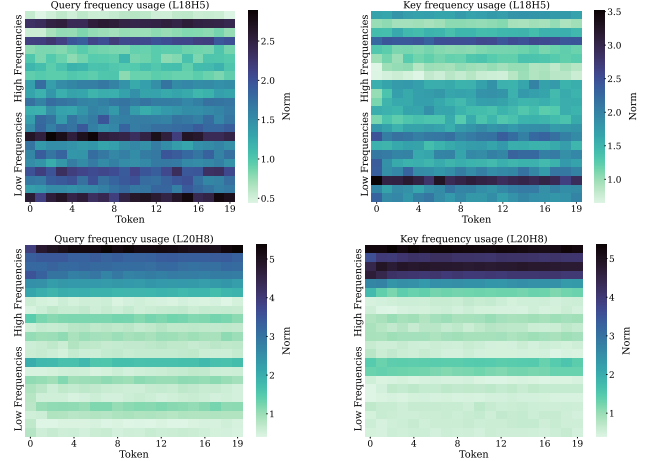 Query frequency usage (L18H5)
High Frequencies
Low Frequencies
0 4 8 12 16 19
Token
2.5
2.0
1.5
1.0
0.5
Norm
Key frequency usage (L18H5)
High Frequencies
Low Frequencies
0 4 8 12 16 19
Token
3.5
3.0
2.5
2.0
1.5
1.0
Norm
Query frequency usage (L20H8)
High Frequencies
Low Frequencies
0 4 8 12 16 19
Token
5
4
3
2
1
Norm
Key frequency usage (L20H8)
High Frequencies
Low Frequencies
0 4 8 12 16 19
Token
5
4
3
2
1
Norm